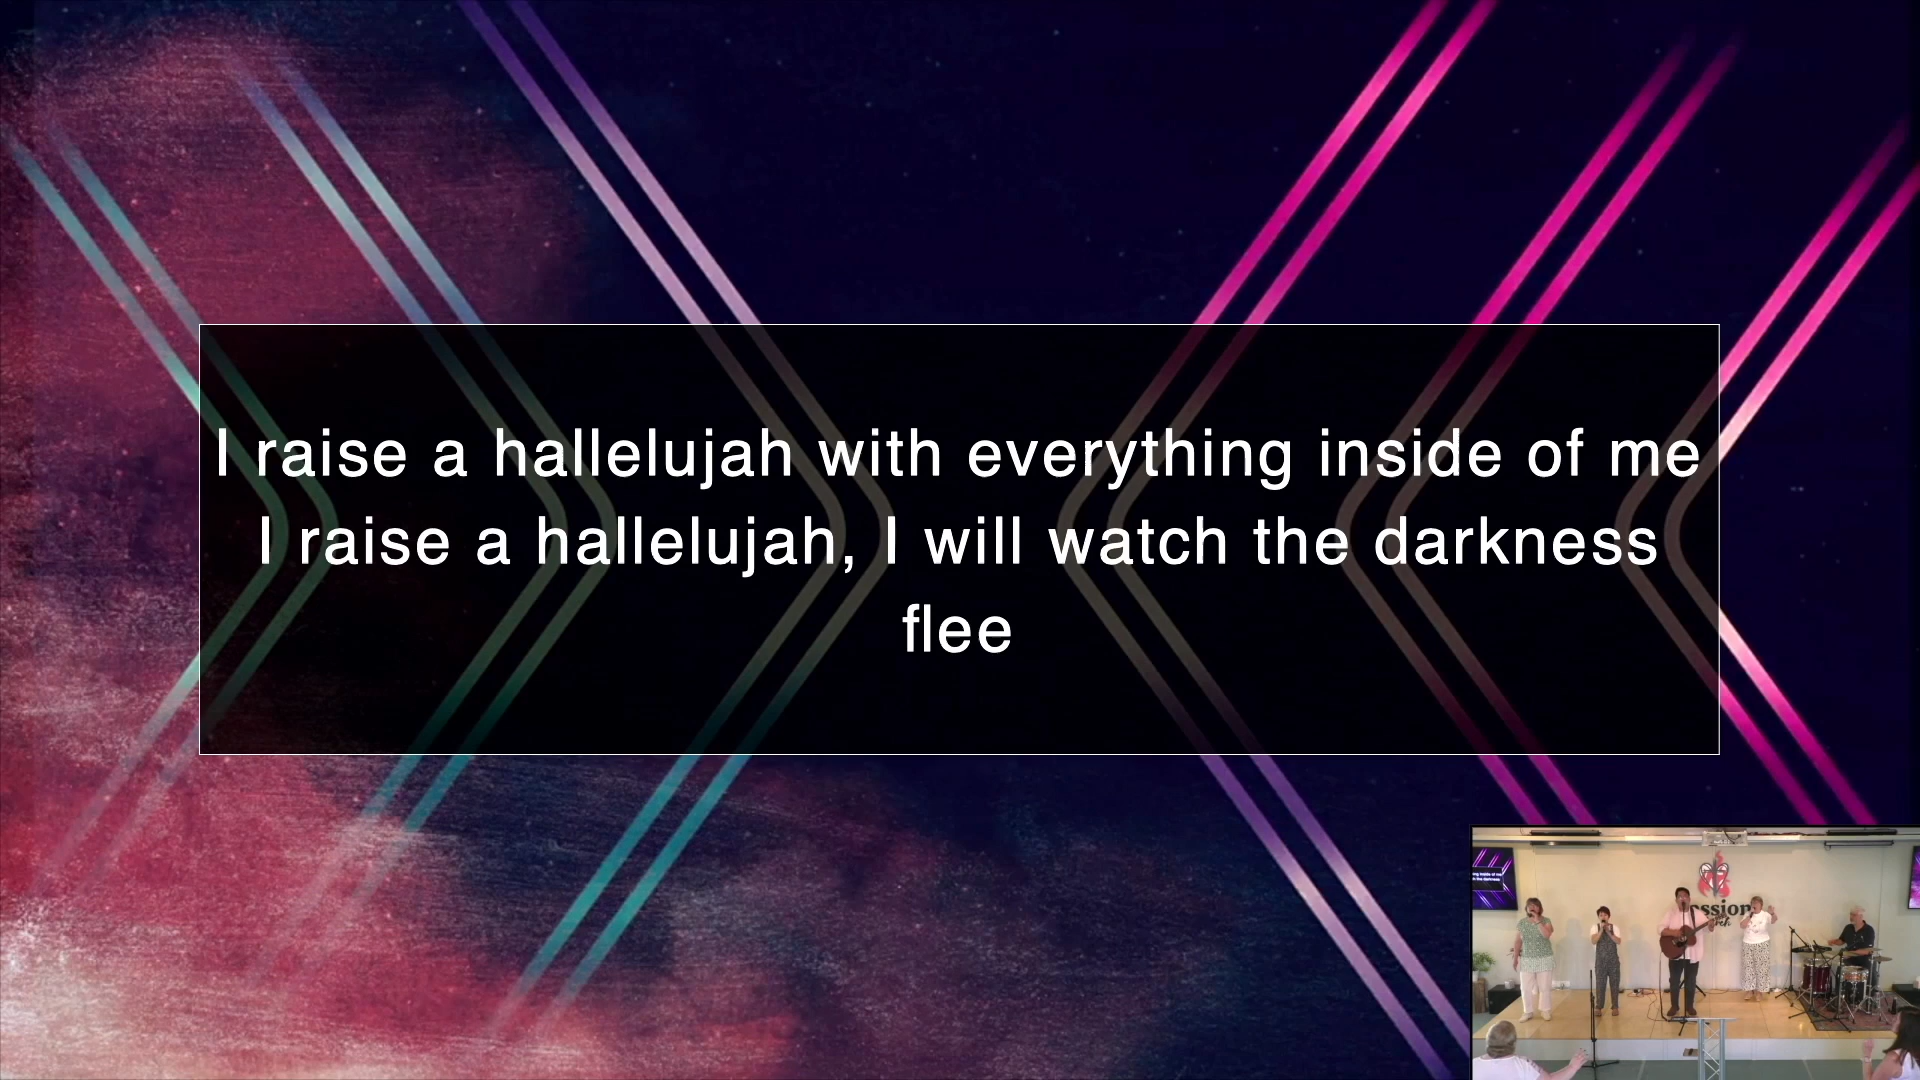 I raise a hallelujah with everything inside of me
I raise a hallelujah, I will watch the darkness
flee